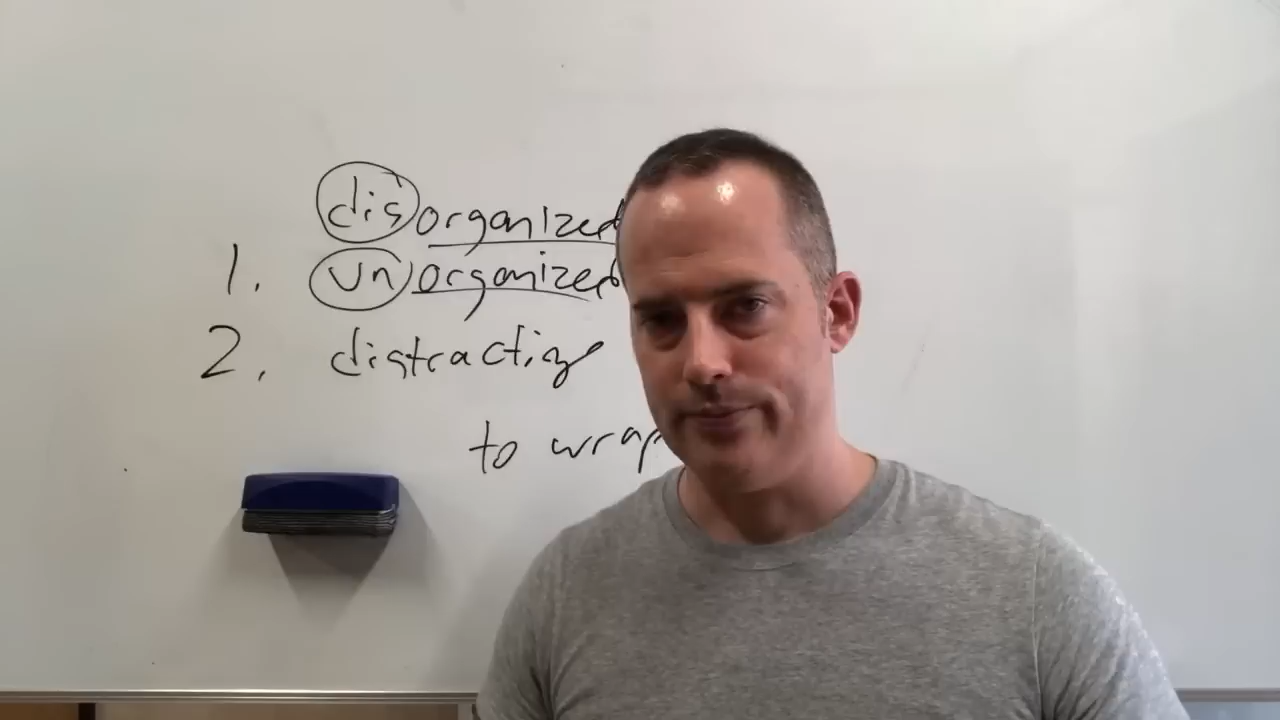 disorganized
1. unorganized
2. distracting
to wrap